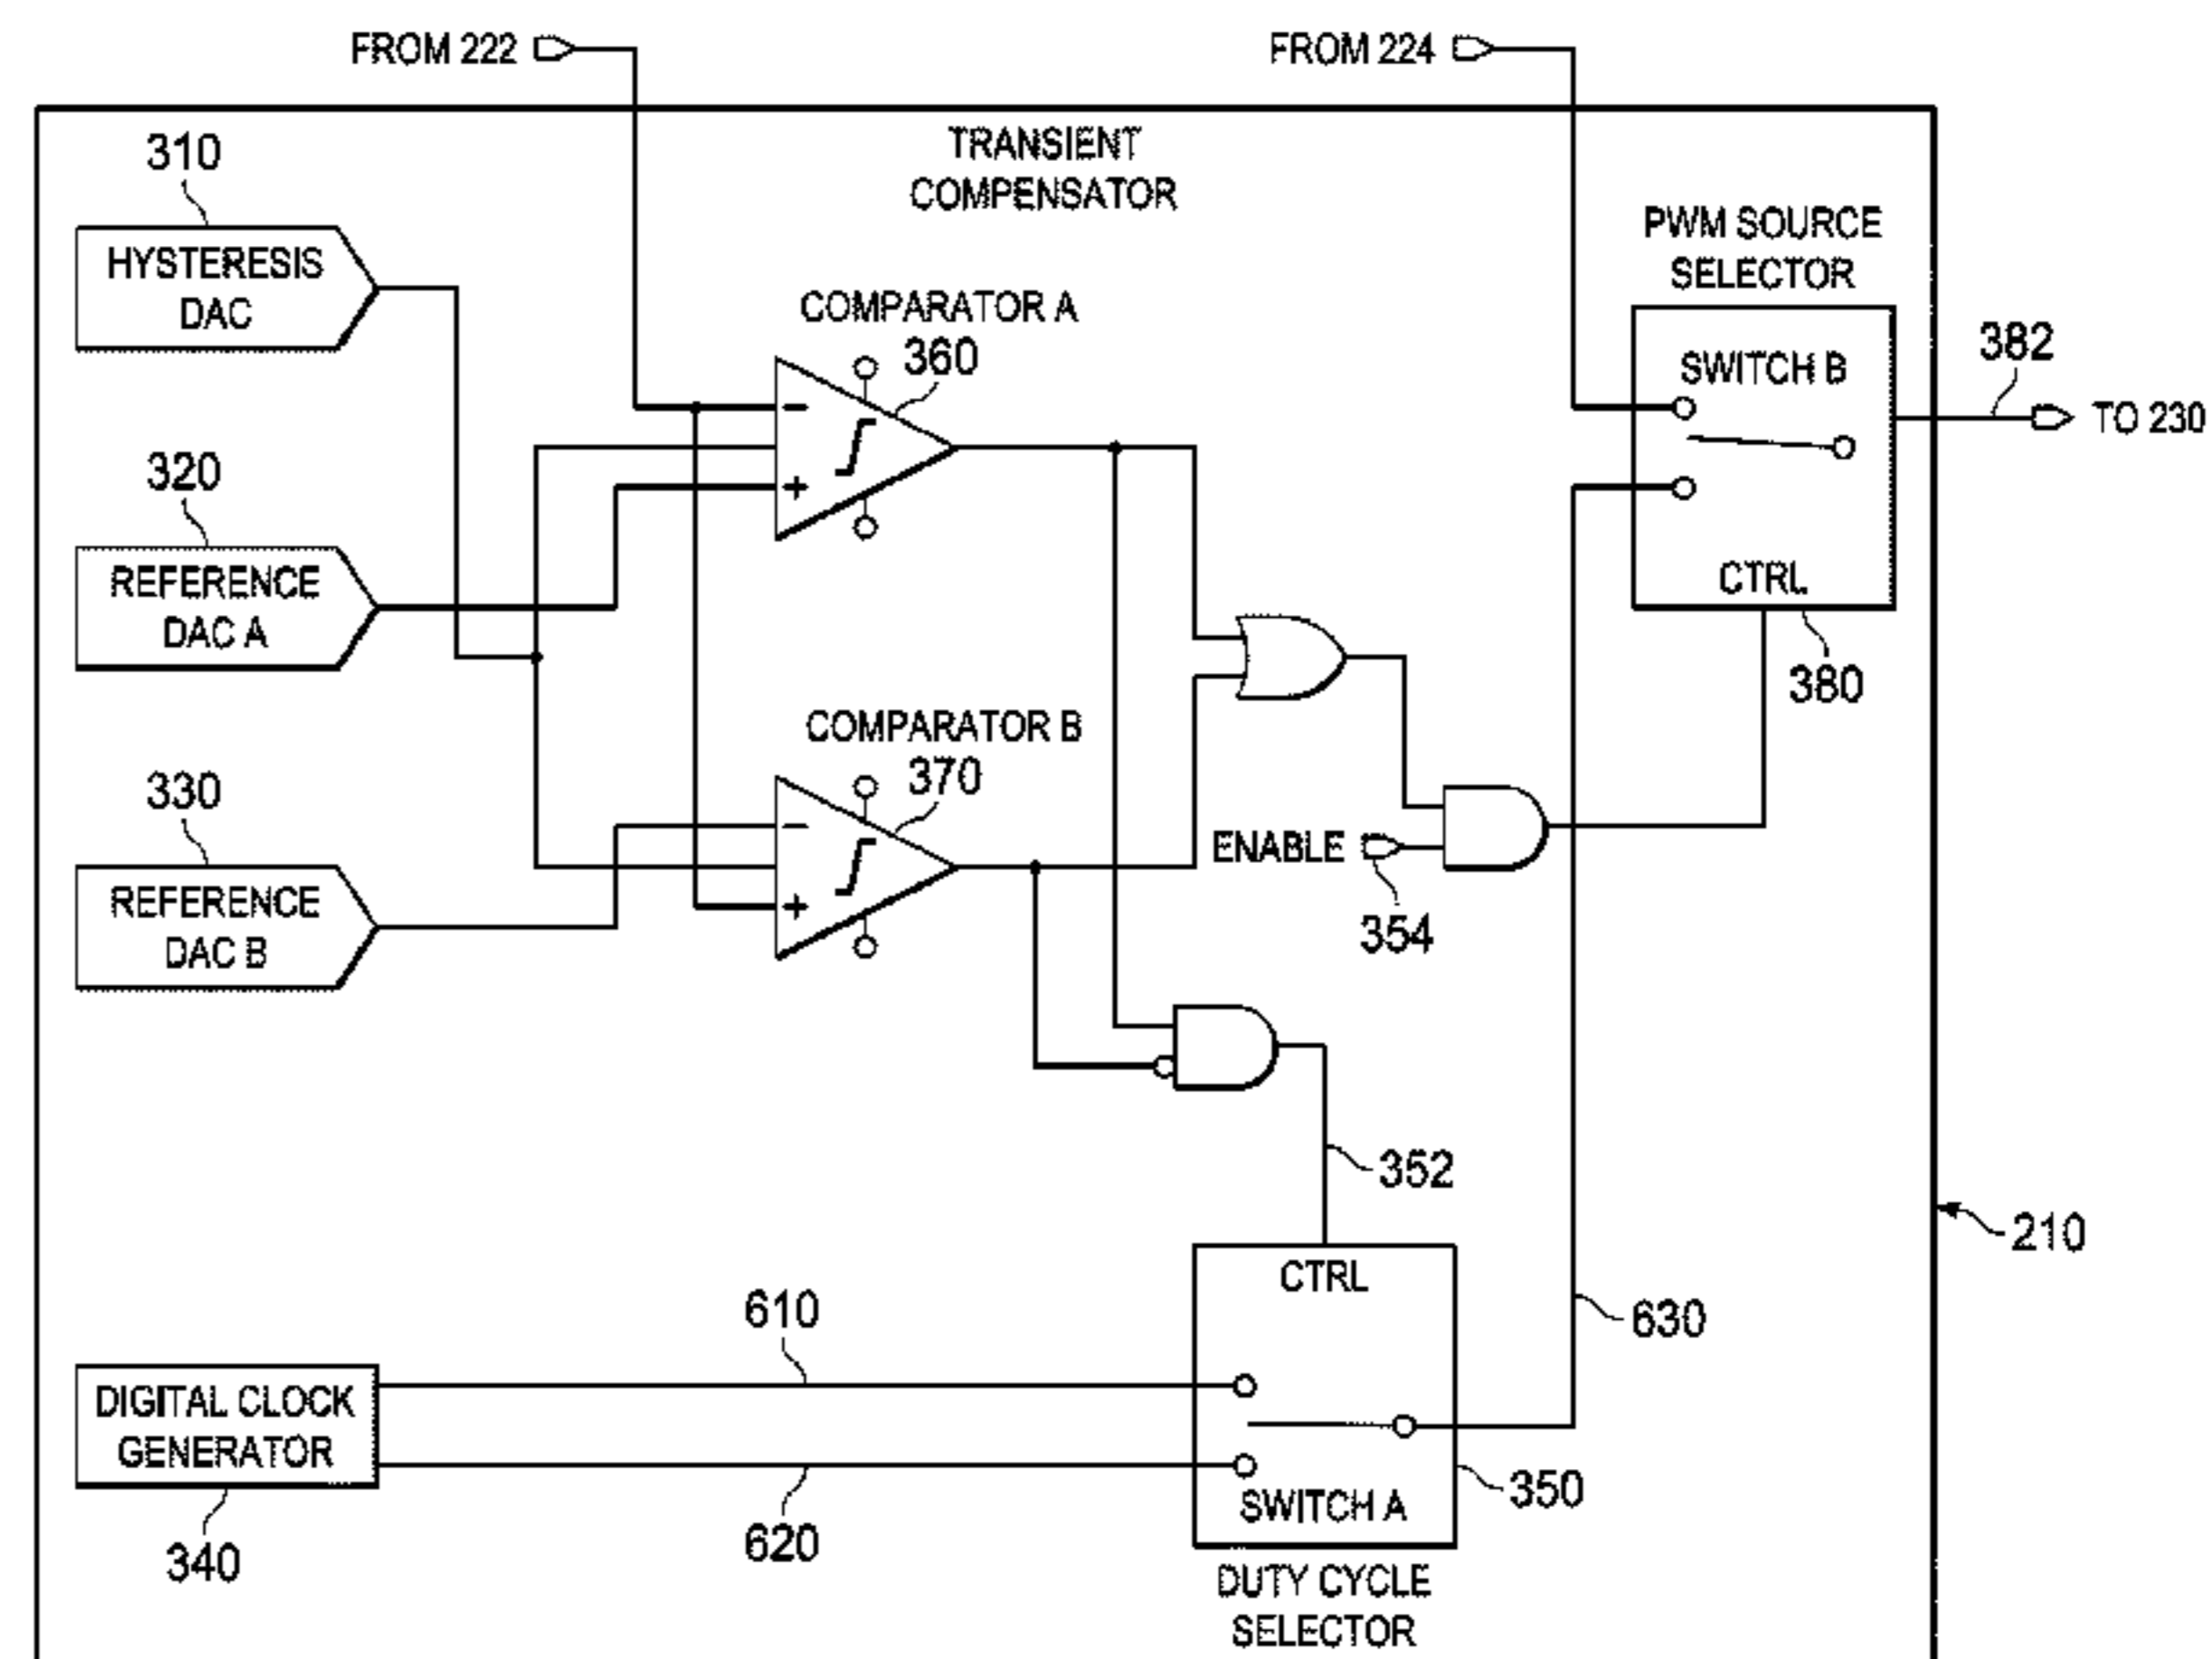 FROM 222
FROM 224
TRANSIENT
COMPENSATOR
310
HYSTERESIS
DAC
PWM SOURCE
SELECTOR
COMPARATOR A
360
SWITCH B
382
TO 230
320
REFERENCE
DAC A
CTRL
380
COMPARATOR B
370
330
REFERENCE
DAC B
ENABLE
354
352
210
CTRL
610
630
DIGITAL CLOCK
GENERATOR
620
340
SWITCH A
350
DUTY CYCLE
SELECTOR